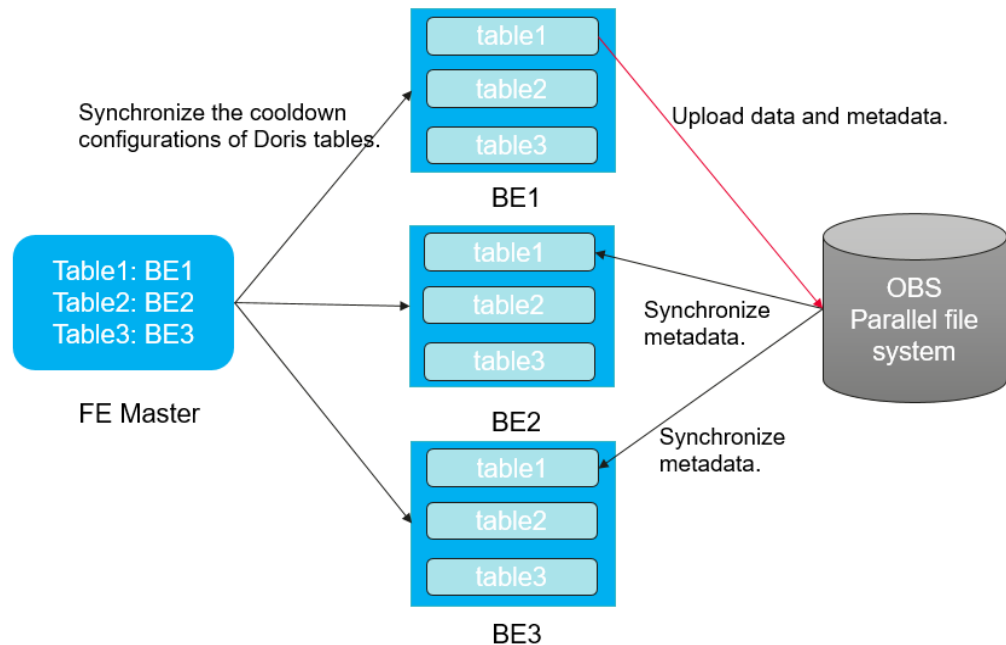 table1
table2
table3
BE1
Synchronize the cooldown
configurations of Doris tables.
Upload data and metadata.
Table1: BE1
Table2: BE2
Table3: BE3
FE Master
table1
table2
table3
BE2
Synchronize
metadata.
OBS
Parallel file
system
Synchronize
metadata.
table1
table2
table3
BE3